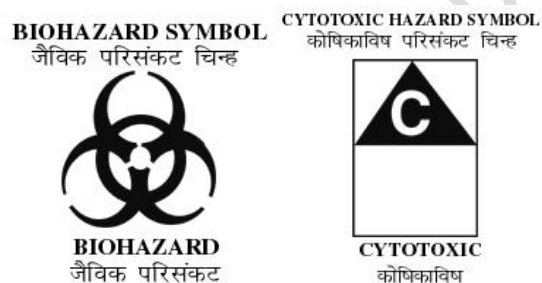 BIOHAZARD SYMBOL
जैविक परिसंकट चिन्ह
BIOHAZARD
जैविक परिसंकट
CYTOTOXIC HAZARD SYMBOL
कोषिकाविष परिसंकट चिन्ह
C
CYTOTOXIC
कोषिकाविष